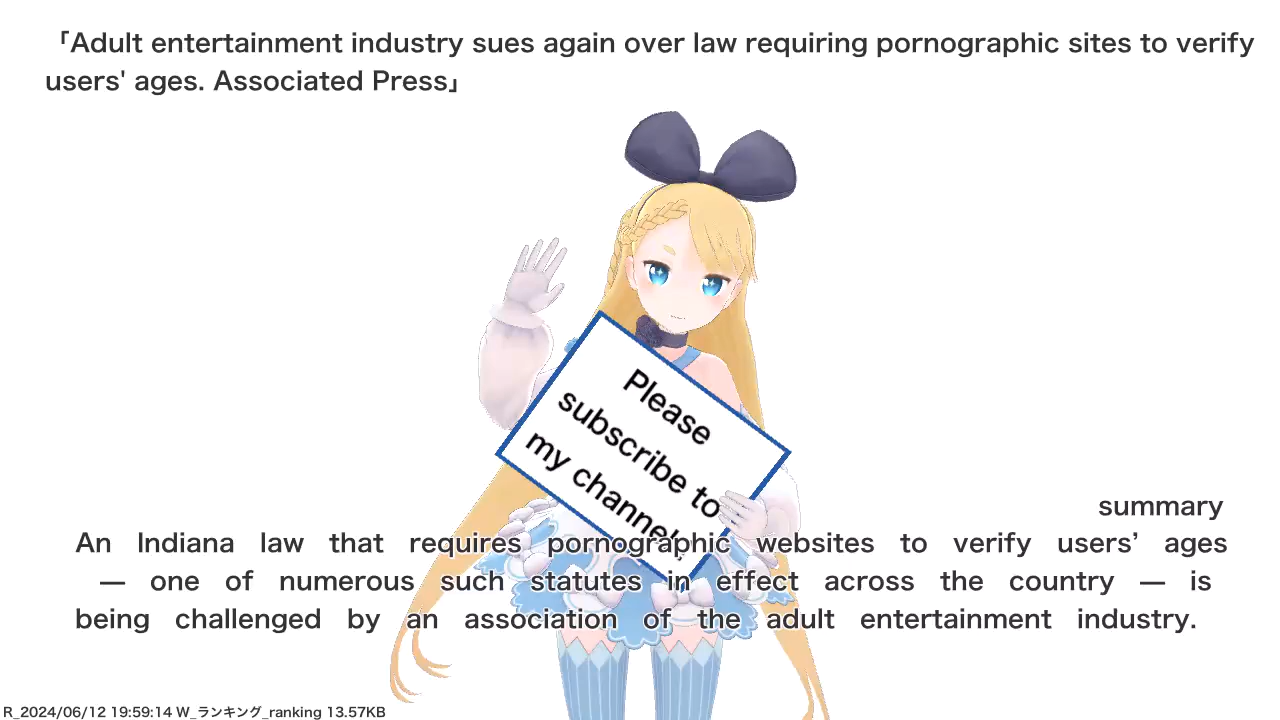 「Adult entertainment industry sues again over law requiring pornographic sites to verify
users' ages. Associated Press」
Please
subscribe to
my channel!
summary
An Indiana law that requires pornographic websites to verify users’ ages
— one of numerous such statutes in effect across the country — is
being challenged by an association of the adult entertainment industry.
R_2024/06/12 19:59:14 W_ランキング_ranking 13.57KB